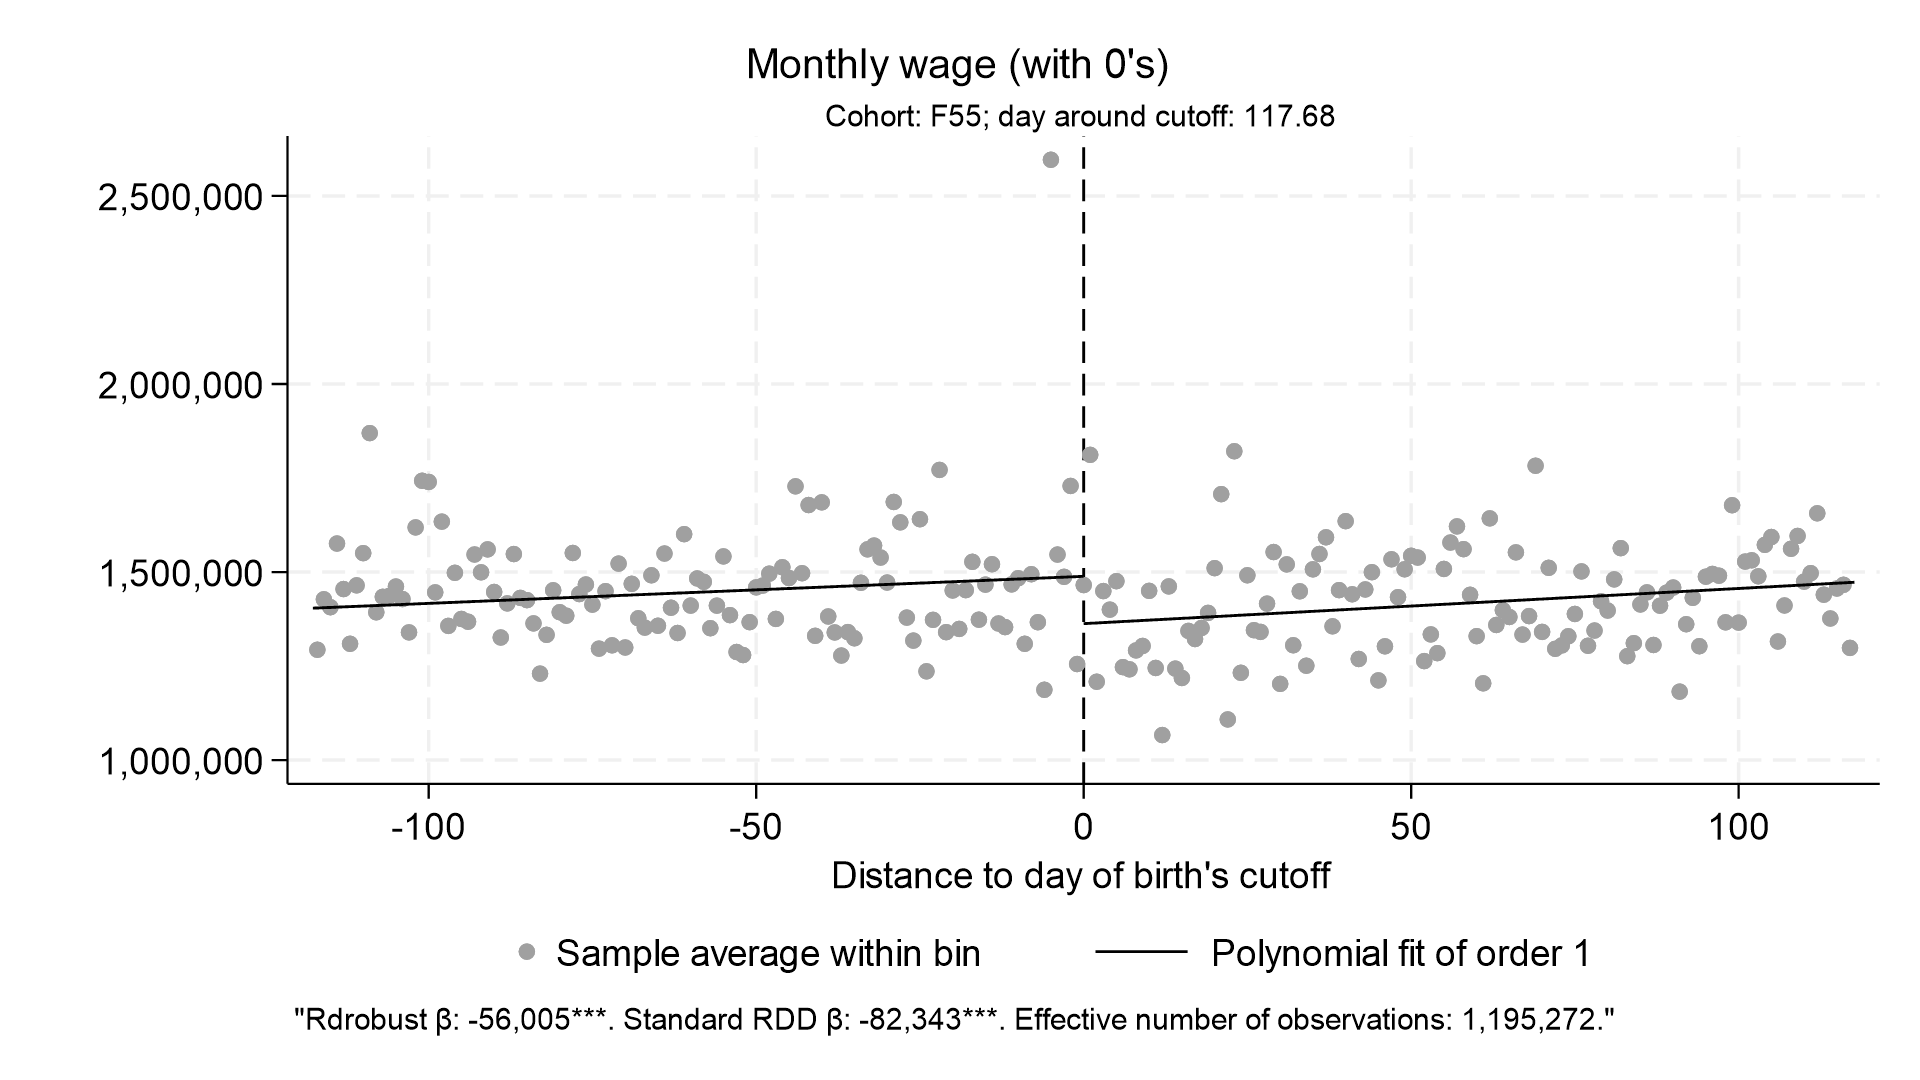 Monthly wage (with 0's)
Cohort: F55; day around cutoff: 117.68
2,500,000
2,000,000
1,500,000
1,000,000
-100 -50 0 50 100
Distance to day of birth's cutoff
Sample average within bin Polynomial fit of order 1
"Rdrobust β: -56,005***. Standard RDD β: -82,343***. Effective number of observations: 1,195,272."